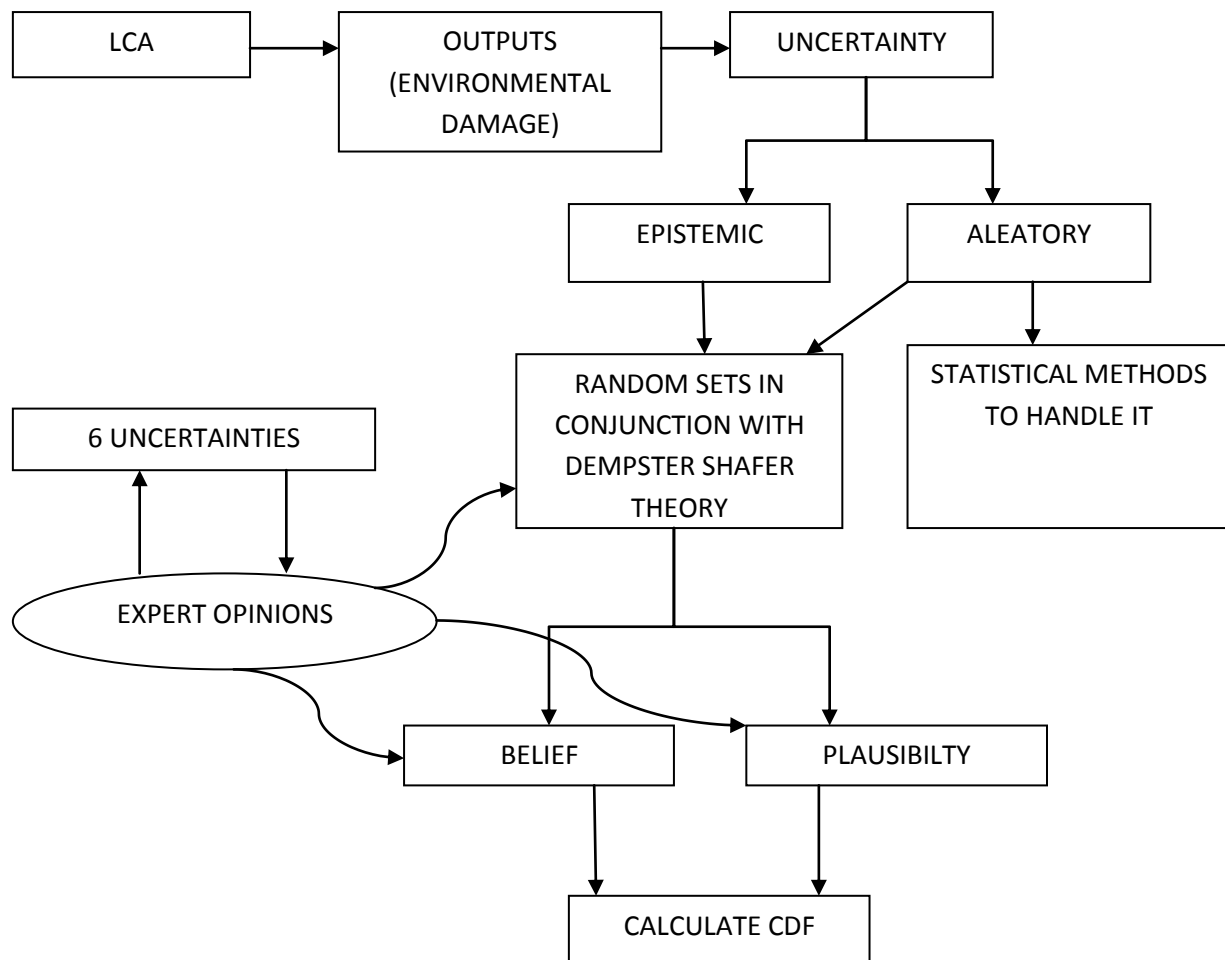 LCA
OUTPUTS
(ENVIRONMENTAL
DAMAGE)
UNCERTAINTY
EPISTEMIC
ALEATORY
RANDOM SETS IN
CONJUNCTION WITH
DEMPSTER SHAFER
THEORY
STATISTICAL METHODS
TO HANDLE IT
6 UNCERTAINTIES
EXPERT OPINIONS
BELIEF
PLAUSIBILTY
CALCULATE CDF